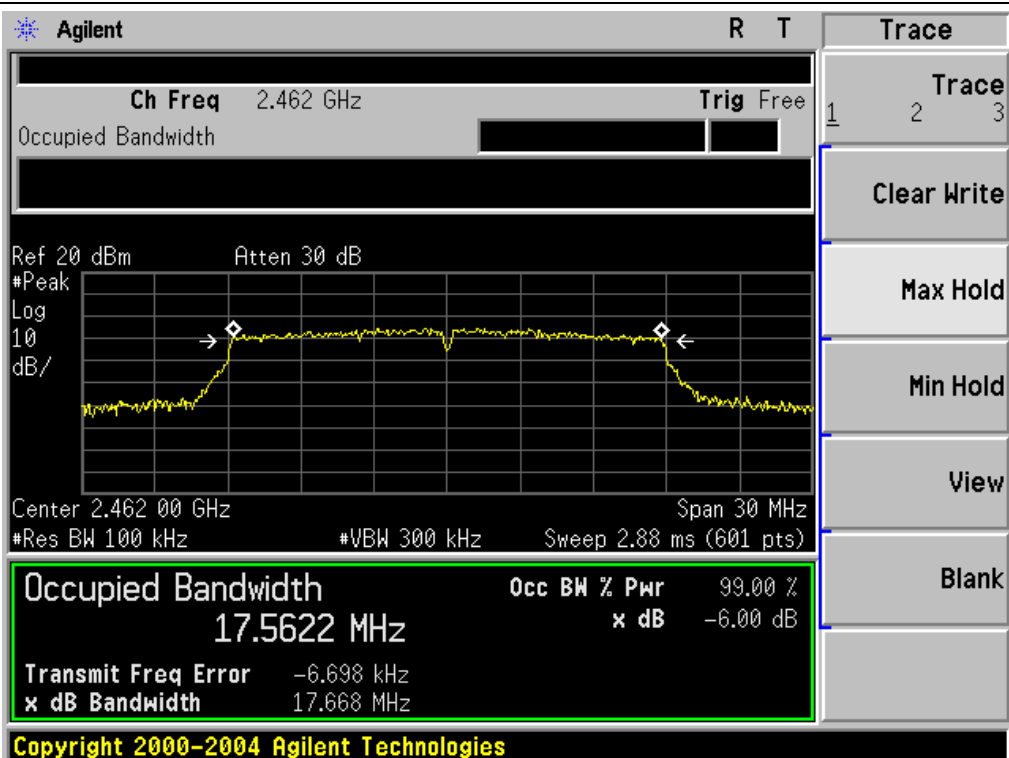 Agilent R T Trace
Ch Freq 2.462 GHz Trig Free
Occupied Bandwidth
Trace
1 2 3
Clear Write
Max Hold
Min Hold
View
Blank
Ref 20 dBm Atten 30 dB
#Peak
Log
10
dB/
Center 2.462 00 GHz Span 30 MHz
#Res BW 100 kHz #VBW 300 kHz Sweep 2.88 ms (601 pts)
Occupied Bandwidth Occ BW % Pwr 99.00 %
17.5622 MHz x dB -6.00 dB
Transmit Freq Error -6.698 kHz
x dB Bandwidth 17.668 MHz
Copyright 2000-2004 Agilent Technologies